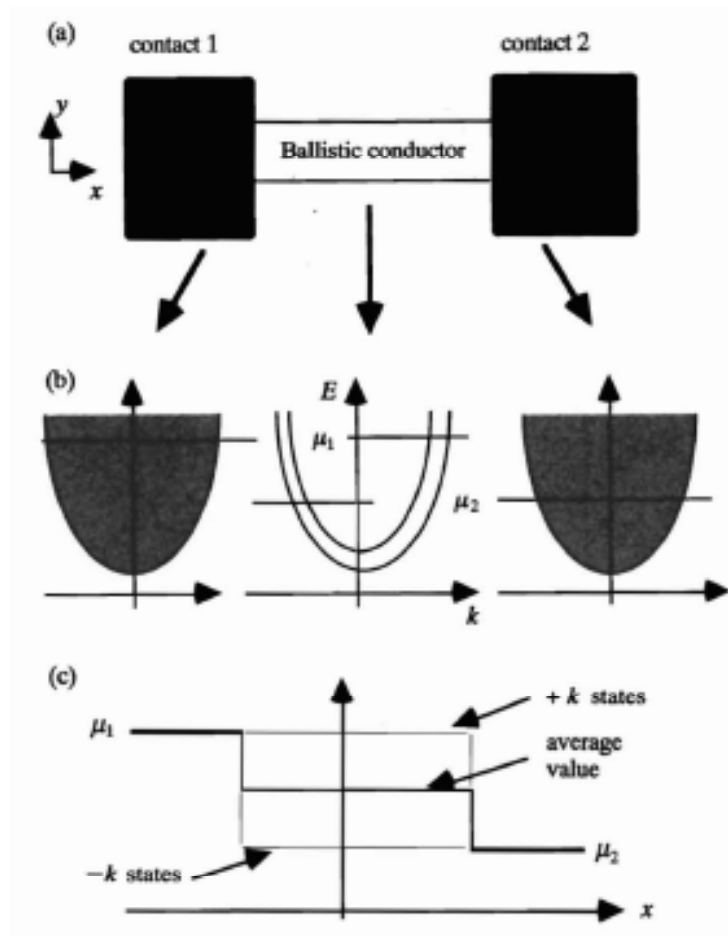 (a)
contact 1
contact 2
y
x
Ballistic conductor
(b)
E
μ₁
μ₂
k
(c)
+k states
μ₁
average
value
−k states
μ₂
x